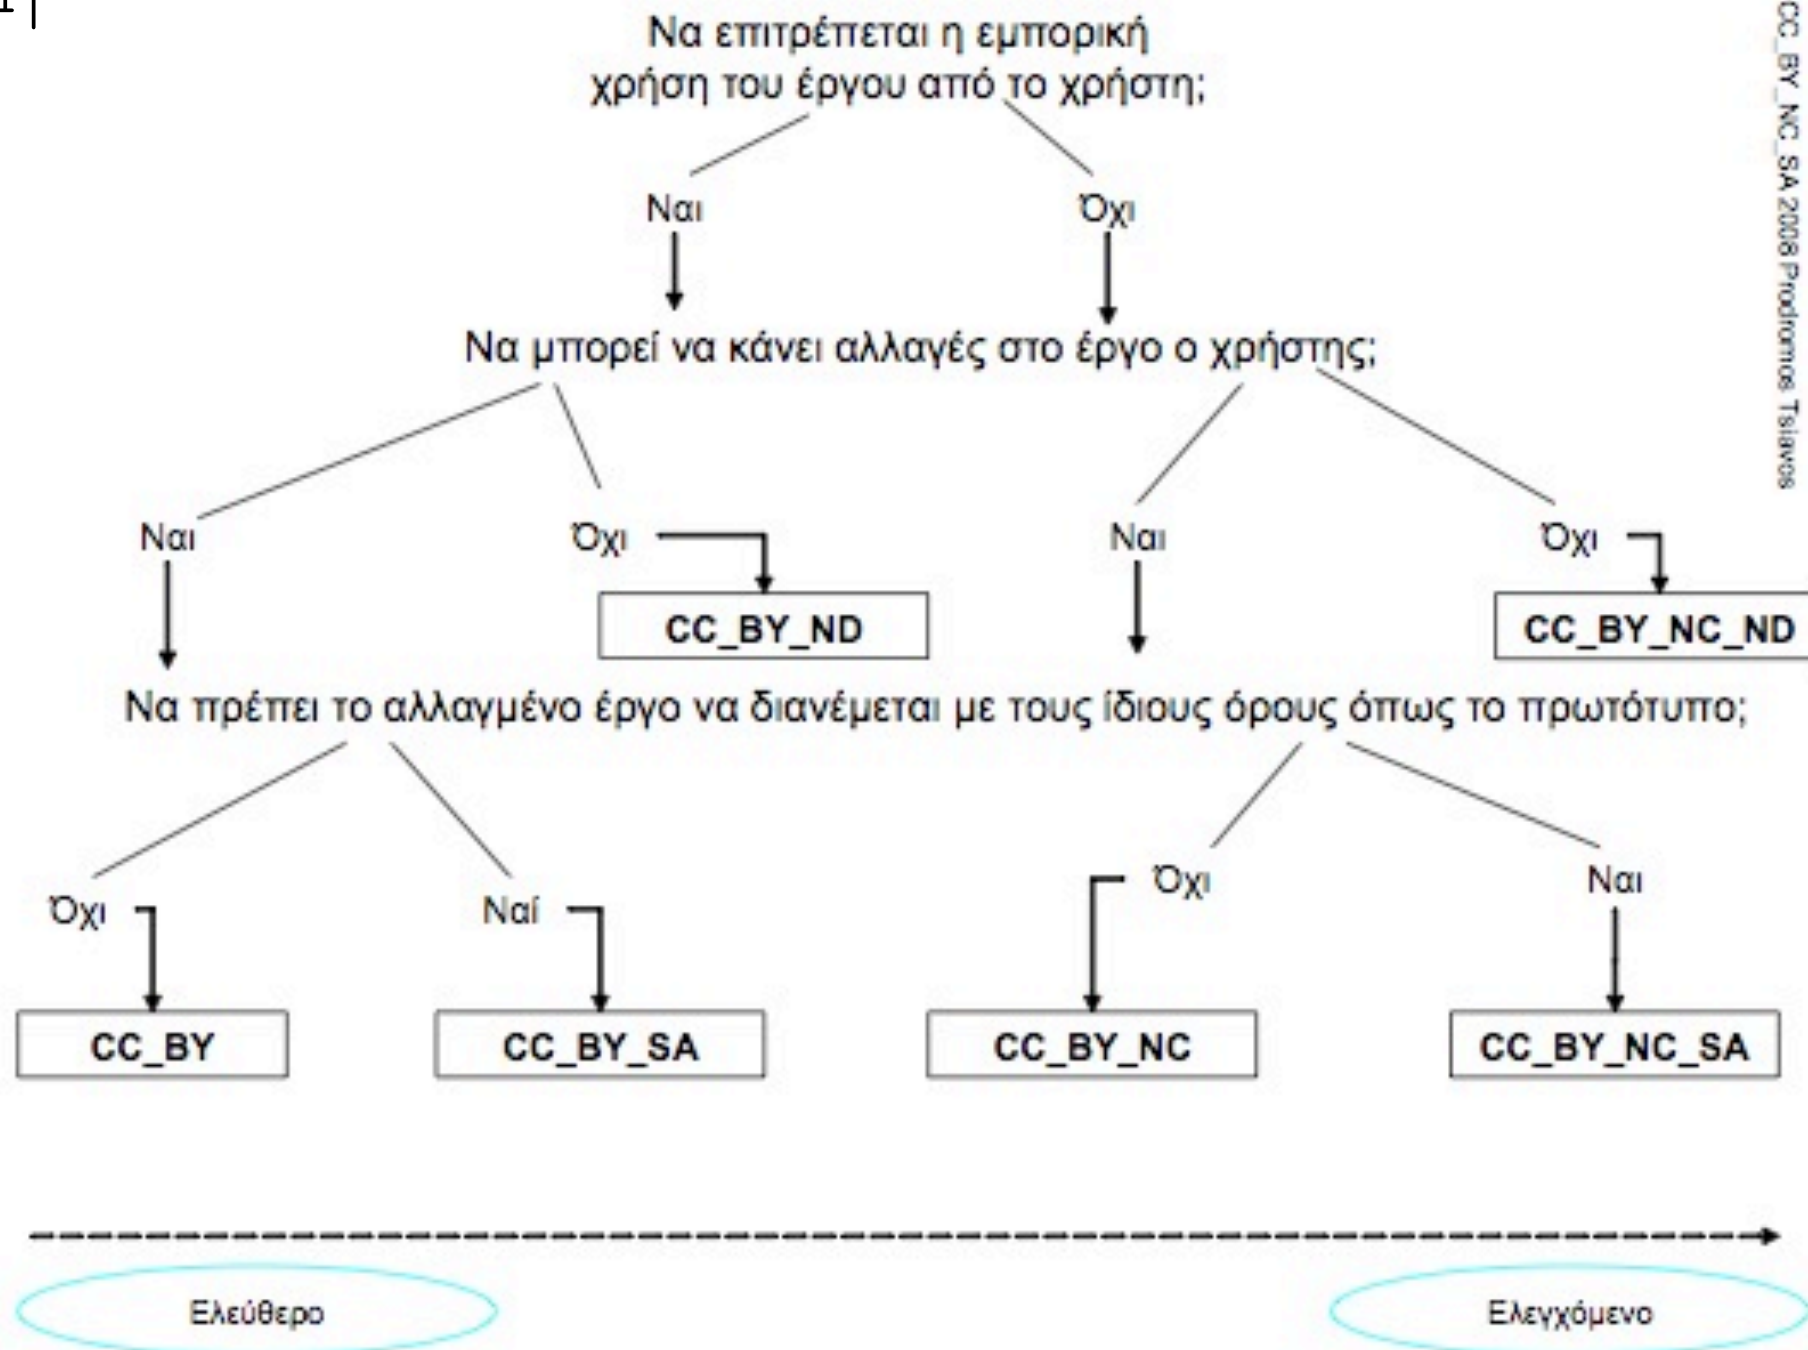 Να επιτρέπεται η εμπορική
χρήση του έργου από το χρήστη;
Ναι
Όχι
Να μπορεί να κάνει αλλαγές στο έργο ο χρήστης;
Ναι
Όχι
Ναι
Όχι
CC_BY_ND
CC_BY_NC_ND
Να πρέπει το αλλαγμένο έργο να διανέμεται με τους ίδιους όρους όπως το πρωτότυπο;
Όχι
Ναί
Όχι
Ναι
CC_BY
CC_BY_SA
CC_BY_NC
CC_BY_NC_SA
Ελεύθερο
Ελεγχόμενο
CC_BY_NC_SA 2008 Prodromos Tsiavos